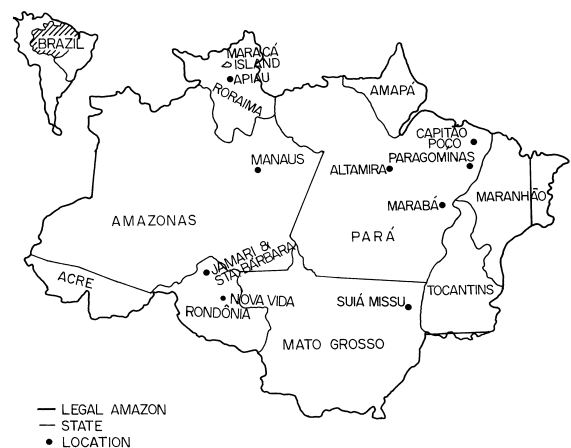 BRAZIL
MARACÁ
ISLAND
APIAÚ
RORAIMA
AMAPÁ
CAPITÃO
POÇO
PARAGOMINAS
MANAUS
ALTAMIRA
MARABÁ
MARANHÃO
AMAZONAS
PARÁ
JAMARI &
STA. BÁRBARA
ACRE
TOCANTINS
NOVA VIDA
RONDÔNIA
SUIÁ MISSU
MATO GROSSO
LEGAL AMAZON
STATE
LOCATION